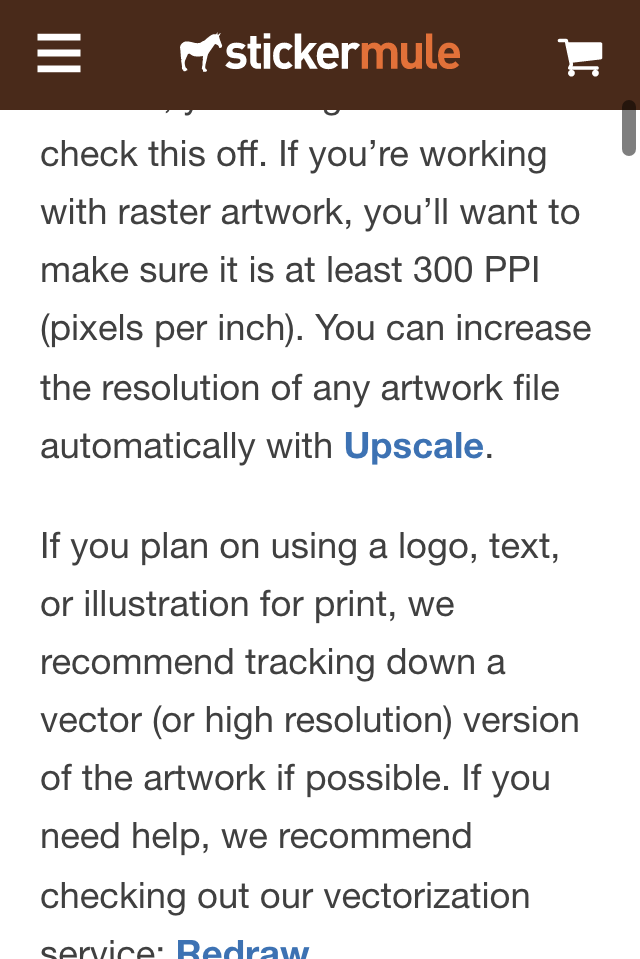 stickermule
check this off. If you’re working
with raster artwork, you’ll want to
make sure it is at least 300 PPI
(pixels per inch). You can increase
the resolution of any artwork file
automatically with Upscale.
If you plan on using a logo, text,
or illustration for print, we
recommend tracking down a
vector (or high resolution) version
of the artwork if possible. If you
need help, we recommend
checking out our vectorization
service: Redraw